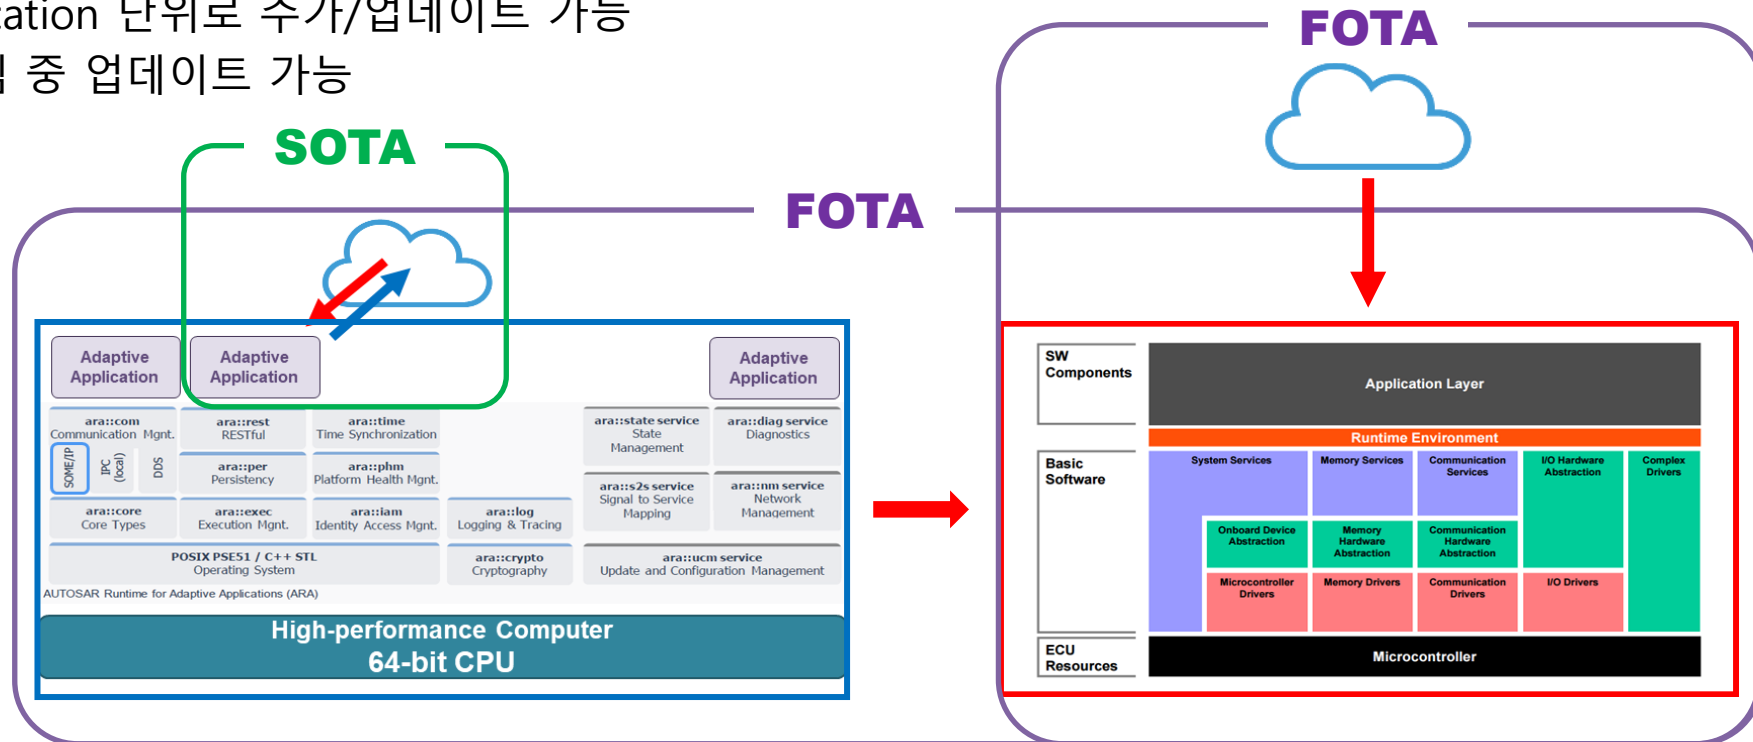 단위로 추가/업데이트 가능
중 업데이트 가능
FOTA
SOTA
FOTA
Adaptive
Application
Adaptive
Application
Adaptive
Application
ara::com
Communication Mgnt.
SOME/IP
IPC
(local)
DDS
ara::rest
RESTful
ara::time
Time Synchronization
ara::per
Persistency
ara::phm
Platform Health Mgnt.
ara::state service
State
Management
ara::diag service
Diagnostics
ara::s2s service
Signal to Service
Mapping
ara::nm service
Network
Management
ara::core
Core Types
ara::exec
Execution Mgnt.
ara::iam
Identity Access Mgnt.
ara::log
Logging & Tracing
POSIX PSE51 / C++ STL
Operating System
ara::crypto
Cryptography
ara::ucm service
Update and Configuration Management
AUTOSAR Runtime for Adaptive Applications (ARA)
High-performance Computer
64-bit CPU
SW
Components
Application Layer
Runtime Environment
Basic
Software
System Services
Memory Services
Communication
Services
I/O Hardware
Abstraction
Complex
Drivers
Onboard Device
Abstraction
Memory
Hardware
Abstraction
Communication
Hardware
Abstraction
Microcontroller
Drivers
Memory Drivers
Communication
Drivers
I/O Drivers
ECU
Resources
Microcontroller